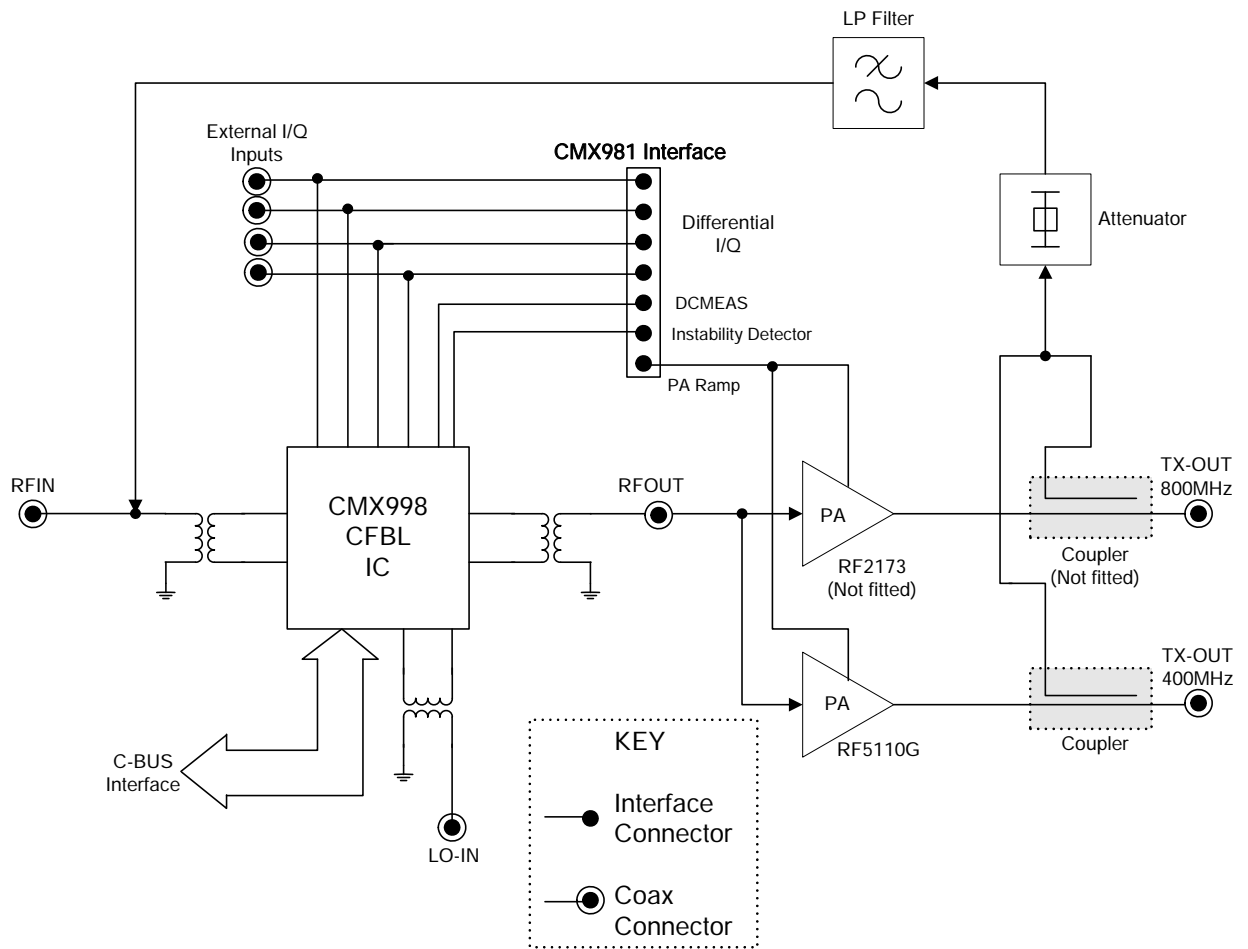 LP Filter
External I/Q
Inputs
CMX981 Interface
Differential
I/Q
Attenuator
DCMEAS
Instability Detector
PA Ramp
RFIN
CMX998
CFBL
IC
RFOUT
PA
RF2173
(Not fitted)
TX-OUT
800MHz
Coupler
(Not fitted)
PA
RF5110G
TX-OUT
400MHz
Coupler
C-BUS
Interface
LO-IN
KEY
Interface
Connector
Coax
Connector